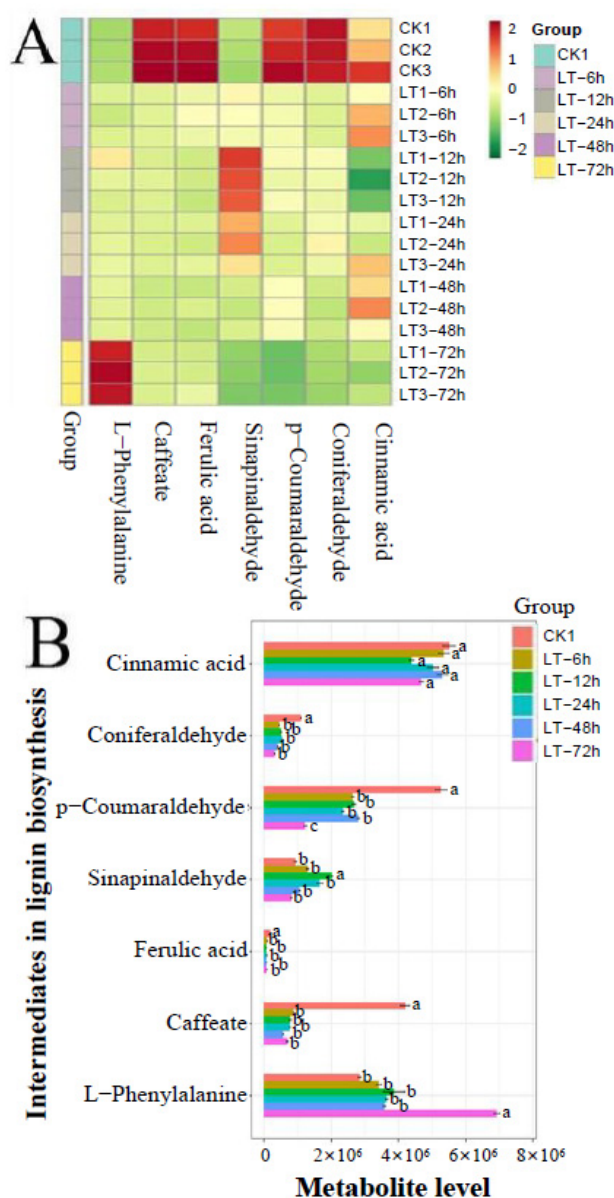 A
2
1
0
−1
−2
Group
CK1
LT−6h
LT−12h
LT−24h
LT−48h
LT−72h
CK1
CK2
CK3
LT1−6h
LT2−6h
LT3−6h
LT1−12h
LT2−12h
LT3−12h
LT1−24h
LT2−24h
LT3−24h
LT1−48h
LT2−48h
LT3−48h
LT1−72h
LT2−72h
LT3−72h
Group
L−Phenylalanine
Caffeate
Ferulic acid
Sinapinaldehyde
p−Coumaraldehyde
Coniferaldehyde
Cinnamic acid
B
Group
CK1
LT−6h
LT−12h
LT−24h
LT−48h
LT−72h
Intermediates in lignin biosynthesis
Cinnamic acid
a
a
a
a
a
a
Coniferaldehyde
a
b
b
b
b
b
p−Coumaraldehyde
a
b
b
b
b
c
Sinapinaldehyde
b
b
a
b
b
b
Ferulic acid
a
b
b
b
b
b
Caffeate
a
b
b
b
b
b
L−Phenylalanine
b
b
b
b
b
a
0 2×10⁶ 4×10⁶ 6×10⁶ 8×10⁶
Metabolite level